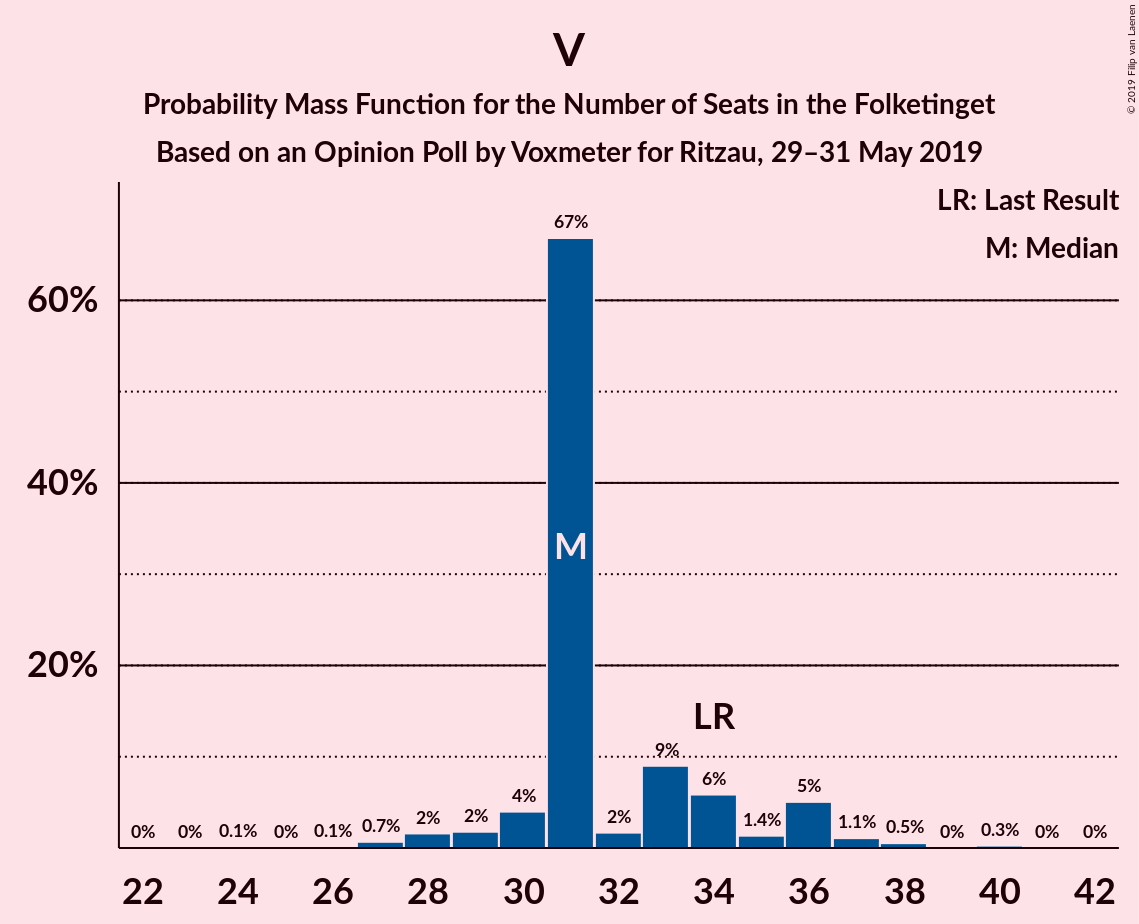 V
Probability Mass Function for the Number of Seats in the Folketinget
Based on an Opinion Poll by Voxmeter for Ritzau, 29–31 May 2019
© 2019 Filip van Laenen
LR: Last Result
M: Median
60%
40%
20%
0% 0% 0.1% 0% 0.1% 0.7% 2% 2% 4% 67% 2% 9% 6% 1.4% 5% 1.1% 0.5% 0% 0.3% 0% 0%
M
LR
22 24 26 28 30 32 34 36 38 40 42